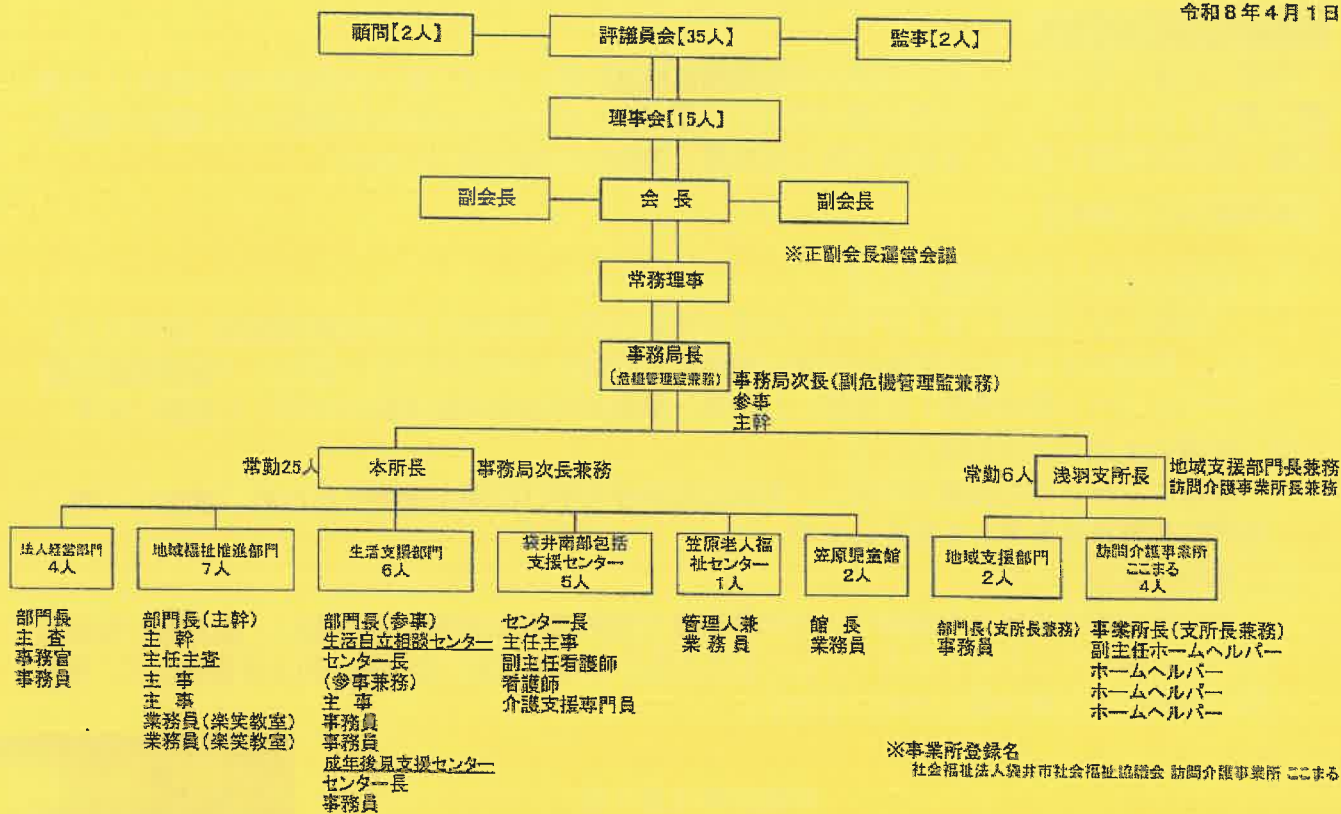 令和8年4月1日
顧問【2人】
評議員会【35人】
監事【2人】
理事会【15人】
副会長
会 長
副会長
※正副会長運営会議
常務理事
事務局長
(危機管理監兼務)
事務局次長(副危機管理監兼務)
参事
主幹
常勤25人
本所長
事務局次長兼務
常勤6人
浅羽支所長
地域支援部門長兼務
訪問介護事業所長兼務
法人経営部門
4人
地域福祉推進部門
7人
生活支援部門
6人
袋井南部包括
支援センター
5人
笠原老人福
祉センター
1人
笠原児童館
2人
地域支援部門
2人
訪問介護事業所
ここまる
4人
部門長
主 査
事務官
事務員
部門長(主幹)
主 幹
主任主査
主 事
主 事
業務員(楽笑教室)
業務員(楽笑教室)
部門長(参事)
生活自立相談センター
センター長
(参事兼務)
主 事
事務員
事務員
成年後見支援センター
センター長
事務員
センター長
主任主事
副主任看護師
看護師
介護支援専門員
管理人兼
業 務 員
館 長
業務員
部門長(支所長兼務)
事務員
事業所長(支所長兼務)
副主任ホームヘルパー
ホームヘルパー
ホームヘルパー
ホームヘルパー
※事業所登録名
社会福祉法人袋井市社会福祉協議会 訪問介護事業所 ここまる